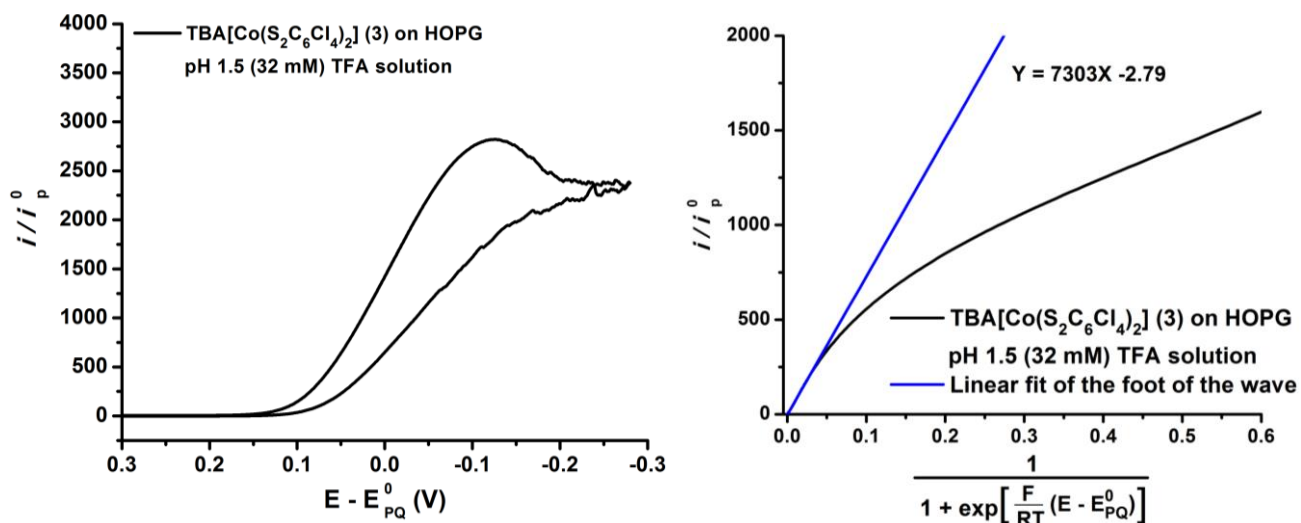 4000
3500
3000
2500
2000
1500
1000
500
0
i / i⁰ₚ
TBA[Co(S₂C₆Cl₄)₂] (3) on HOPG
pH 1.5 (32 mM) TFA solution
0.3 0.2 0.1 0.0 -0.1 -0.2 -0.3
E - E⁰PQ (V)
2000
1500
1000
500
0
i / i⁰ₚ
Y = 7303X -2.79
TBA[Co(S₂C₆Cl₄)₂] (3) on HOPG
pH 1.5 (32 mM) TFA solution
Linear fit of the foot of the wave
0.0 0.1 0.2 0.3 0.4 0.5 0.6
1
1 + exp[F/RT (E - E⁰PQ)]